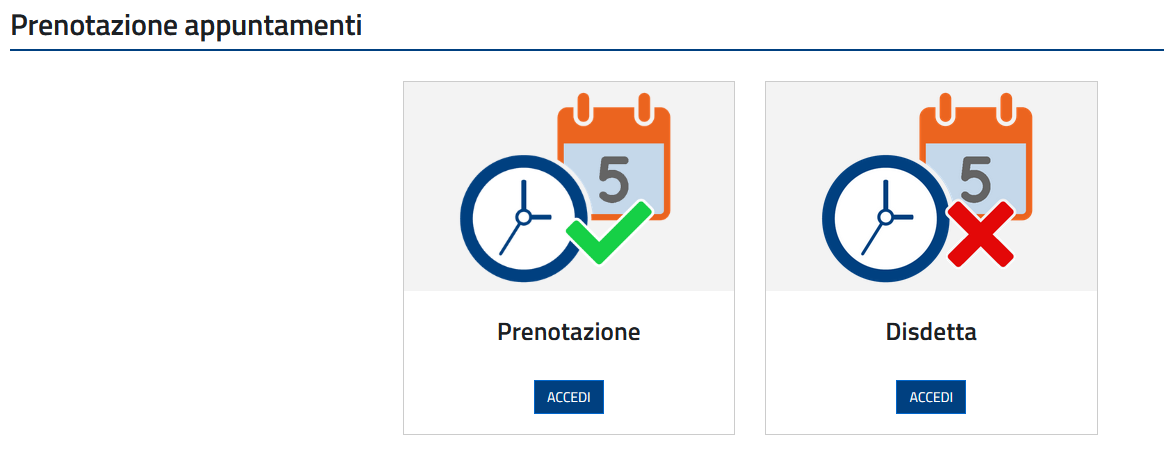 Prenotazione appuntamenti
5
5
Prenotazione
Disdetta
ACCEDI
ACCEDI